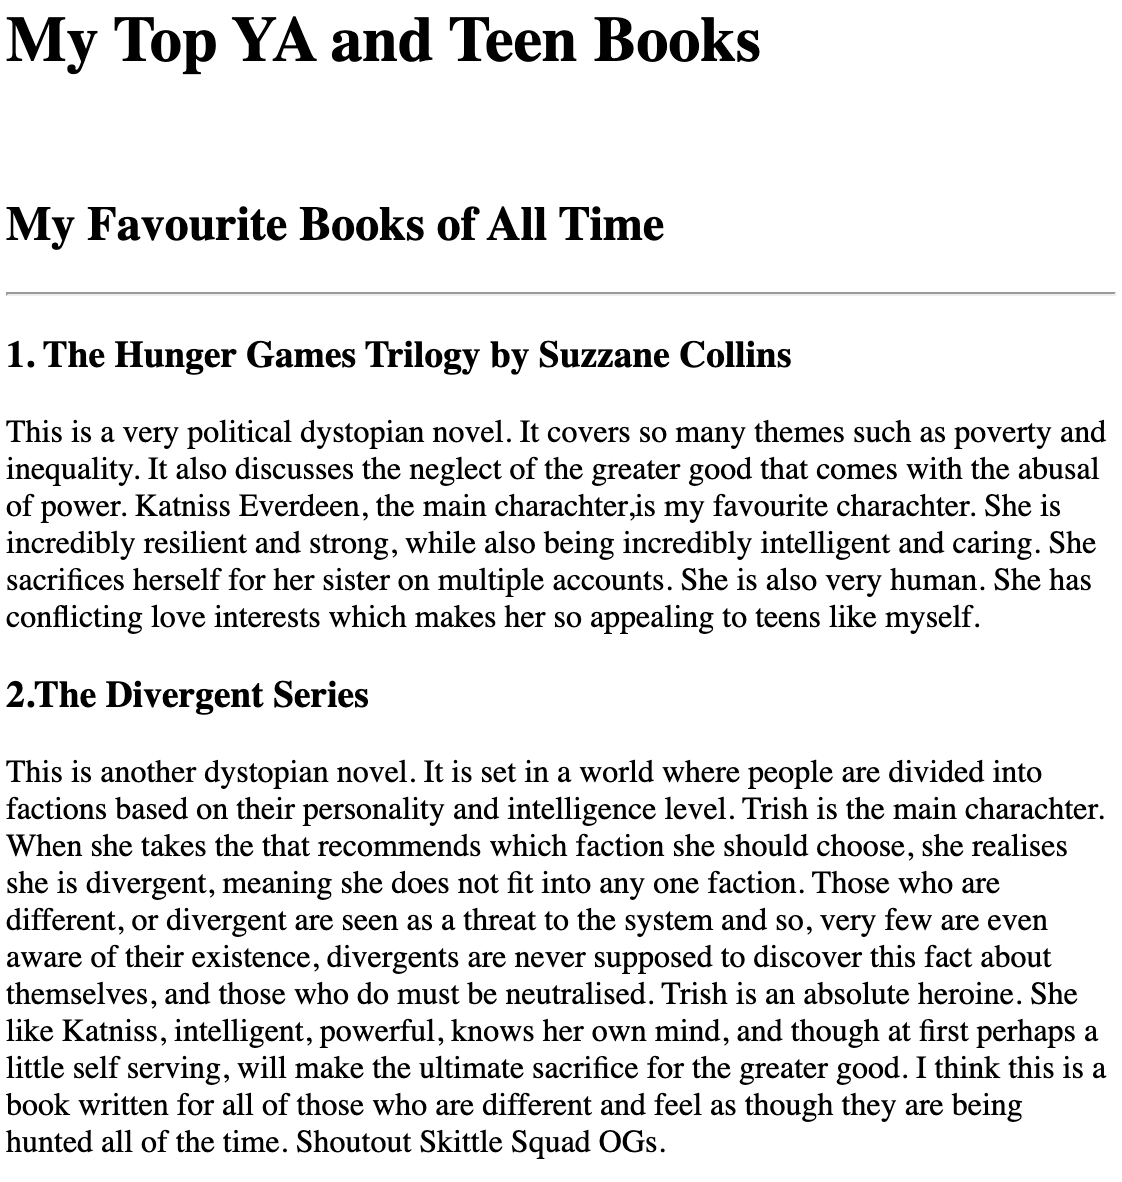 My Top YA and Teen Books
My Favourite Books of All Time
1. The Hunger Games Trilogy by Suzzane Collins
This is a very political dystopian novel. It covers so many themes such as poverty and
inequality. It also discusses the neglect of the greater good that comes with the abusal
of power. Katniss Everdeen, the main charachter,is my favourite charachter. She is
incredibly resilient and strong, while also being incredibly intelligent and caring. She
sacrifices herself for her sister on multiple accounts. She is also very human. She has
conflicting love interests which makes her so appealing to teens like myself.
2.The Divergent Series
This is another dystopian novel. It is set in a world where people are divided into
factions based on their personality and intelligence level. Trish is the main charachter.
When she takes the that recommends which faction she should choose, she realises
she is divergent, meaning she does not fit into any one faction. Those who are
different, or divergent are seen as a threat to the system and so, very few are even
aware of their existence, divergents are never supposed to discover this fact about
themselves, and those who do must be neutralised. Trish is an absolute heroine. She
like Katniss, intelligent, powerful, knows her own mind, and though at first perhaps a
little self serving, will make the ultimate sacrifice for the greater good. I think this is a
book written for all of those who are different and feel as though they are being
hunted all of the time. Shoutout Skittle Squad OGs.